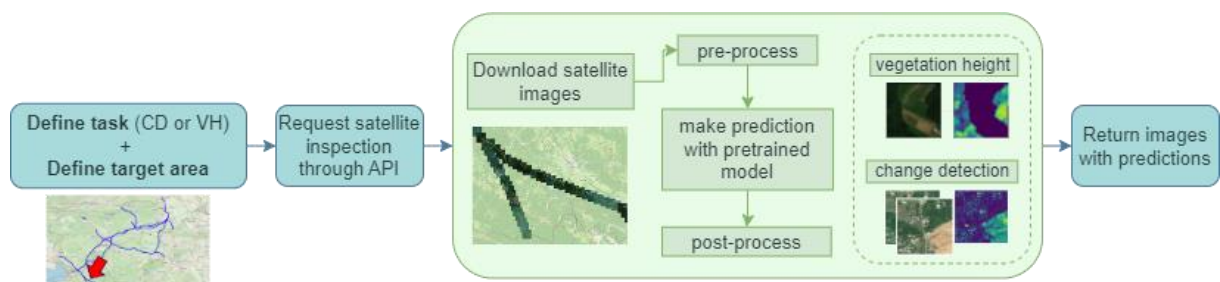 Define task (CD or VH)
+
Define target area
Request satellite
inspection
through API
Download satellite
images
pre-process
make prediction
with pretrained
model
post-process
vegetation height
change detection
Return images
with predictions